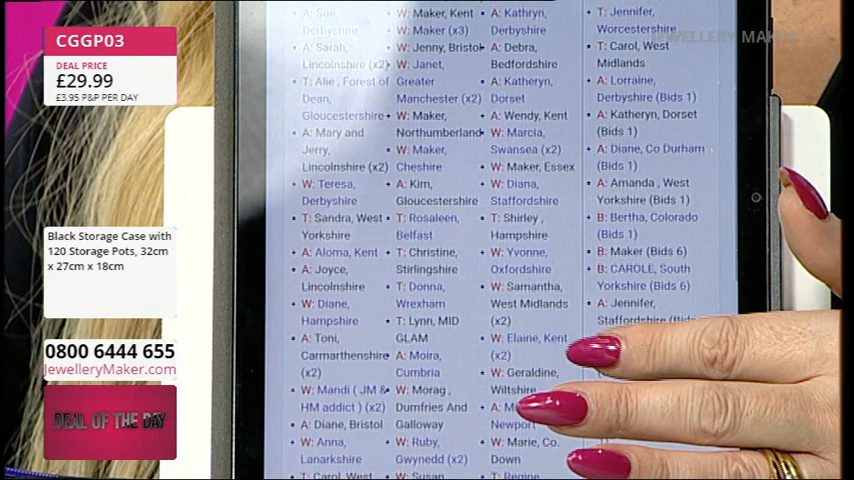 CGGP03
DEAL PRICE
£29.99
£3.95 P&P PER DAY
Black Storage Case with
120 Storage Pots, 32cm
x 27cm x 18cm
0800 6444 655
JewelleryMaker.com
DEAL OF THE DAY
JEWELLERY MAKER
• A: Sue,
Derbyshire
• A: Sarah,
Lincolnshire (x2)
• T: Alie , Forest of
Dean,
Gloucestershire
• A: Mary and
Jerry,
Lincolnshire (x2)
• W: Teresa,
Derbyshire
• T: Sandra, West
Yorkshire
• A: Aloma, Kent
• A: Joyce,
Lincolnshire
• W: Diane,
Hampshire
• A: Toni,
Carmarthenshire
(x2)
• W: Mandi ( JM &
HM addict ) (x2)
• A: Diane, Bristol
• W: Anna,
Lanarkshire
• T: Carol, West
• W: Maker, Kent
• W: Maker (x3)
• W: Jenny, Bristol
• W: Janet,
Greater
Manchester (x2)
• W: Maker,
Northumberland
• W: Maker,
Cheshire
• A: Kim,
Gloucestershire
• T: Rosaleen,
Belfast
• T: Christine,
Stirlingshire
• T: Donna,
Wrexham
• T: Lynn, MID
GLAM
• A: Moira,
Cumbria
• W: Morag ,
Dumfries And
Galloway
• W: Ruby,
Gwynedd (x2)
• W: Susan
• A: Kathryn,
Derbyshire
• A: Debra,
Bedfordshire
• A: Katheryn,
Dorset
• A: Wendy, Kent
• W: Marcia,
Swansea (x2)
• W: Maker, Essex
• W: Diana,
Staffordshire
• T: Shirley ,
Hampshire
• W: Yvonne,
Oxfordshire
• W: Samantha,
West Midlands
(x2)
• W: Elaine, Kent
(x2)
• W: Geraldine,
Wiltshire
• A:
Newport
• W: Marie, Co.
Down
• T: Regine
• T: Jennifer,
Worcestershire
• T: Carol, West
Midlands
• A: Lorraine,
Derbyshire (Bids 1)
• A: Katheryn, Dorset
(Bids 1)
• A: Diane, Co Durham
(Bids 1)
• A: Amanda , West
Yorkshire (Bids 1)
• B: Bertha, Colorado
(Bids 1)
• B: Maker (Bids 6)
• B: CAROLE, South
Yorkshire (Bids 6)
• A: Jennifer,
Staffordshire (Bids